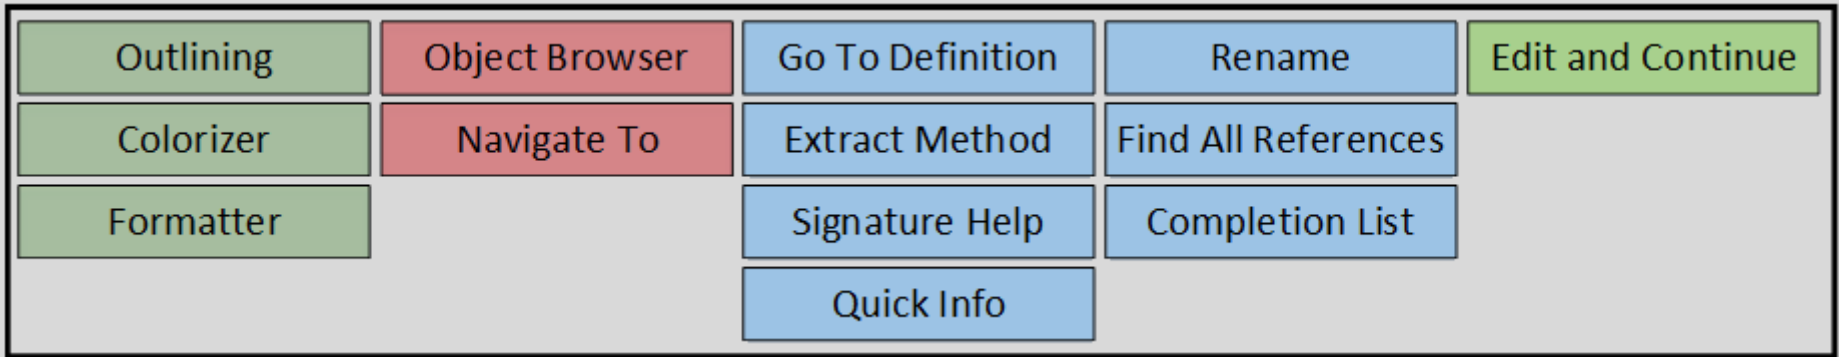 Outlining
Object Browser
Go To Definition
Rename
Edit and Continue
Colorizer
Navigate To
Extract Method
Find All References
Formatter
Signature Help
Completion List
Quick Info